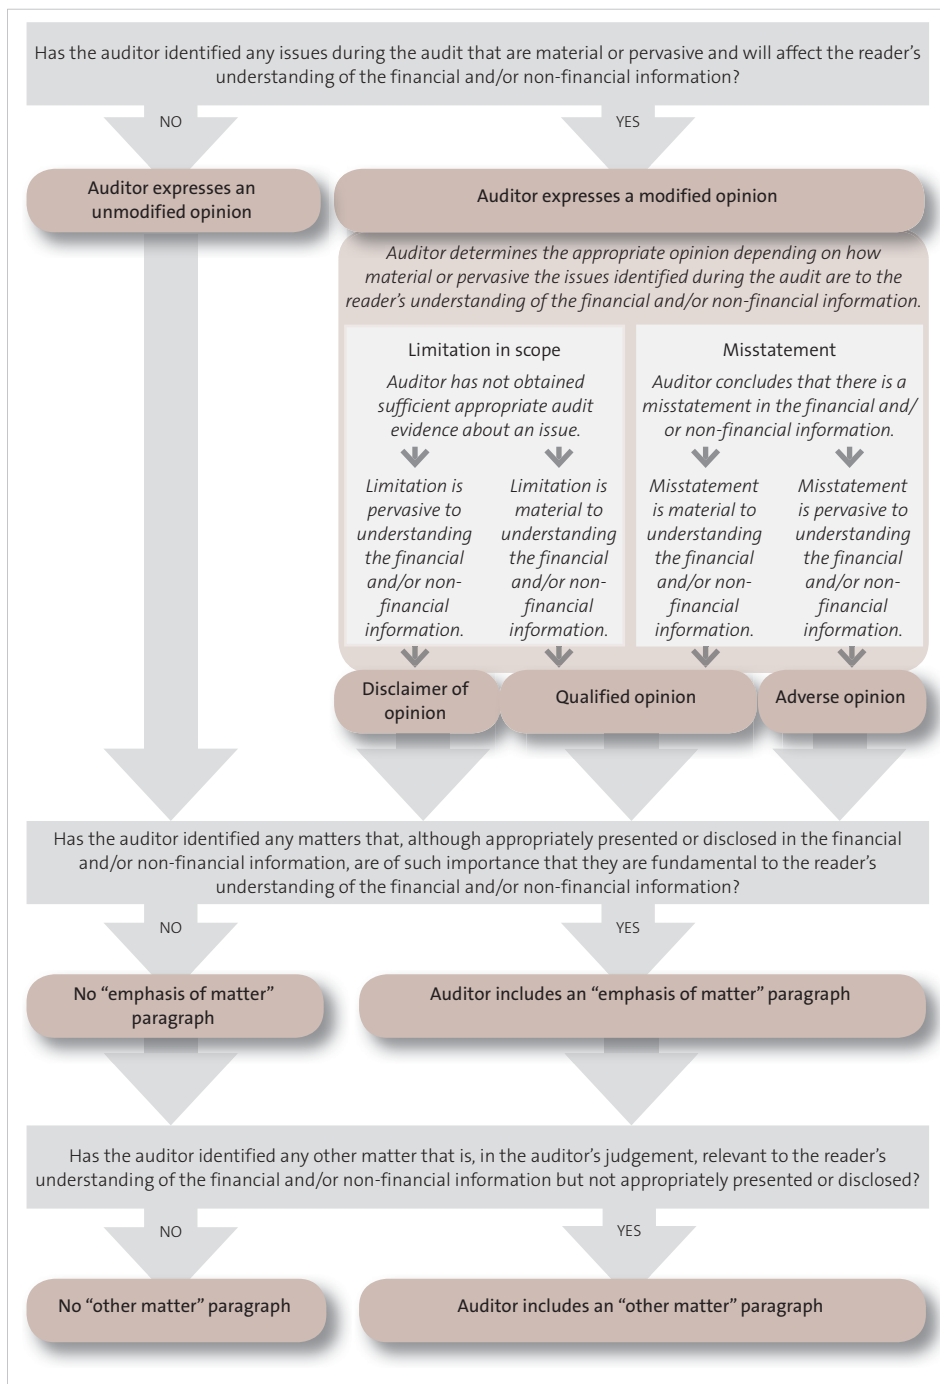 Has the auditor identified any issues during the audit that are material or pervasive and will affect the reader’s
understanding of the financial and/or non-financial information?
NO
YES
Auditor expresses an
unmodified opinion
Auditor expresses a modified opinion
Auditor determines the appropriate opinion depending on how
material or pervasive the issues identified during the audit are to the
reader’s understanding of the financial and/or non-financial information.
Limitation in scope
Auditor has not obtained
sufficient appropriate audit
evidence about an issue.
Limitation is
pervasive to
understanding
the financial
and/or non-
financial
information.
Limitation is
material to
understanding
the financial
and/or non-
financial
information.
Misstatement
Auditor concludes that there is a
misstatement in the financial and/
or non-financial information.
Misstatement
is material to
understanding
the financial
and/or non-
financial
information.
Misstatement
is pervasive to
understanding
the financial
and/or non-
financial
information.
Disclaimer of
opinion
Qualified opinion
Adverse opinion
Has the auditor identified any matters that, although appropriately presented or disclosed in the financial
and/or non-financial information, are of such importance that they are fundamental to the reader’s
understanding of the financial and/or non-financial information?
NO
YES
No “emphasis of matter”
paragraph
Auditor includes an “emphasis of matter” paragraph
Has the auditor identified any other matter that is, in the auditor’s judgement, relevant to the reader’s
understanding of the financial and/or non-financial information but not appropriately presented or disclosed?
NO
YES
No “other matter” paragraph
Auditor includes an “other matter” paragraph